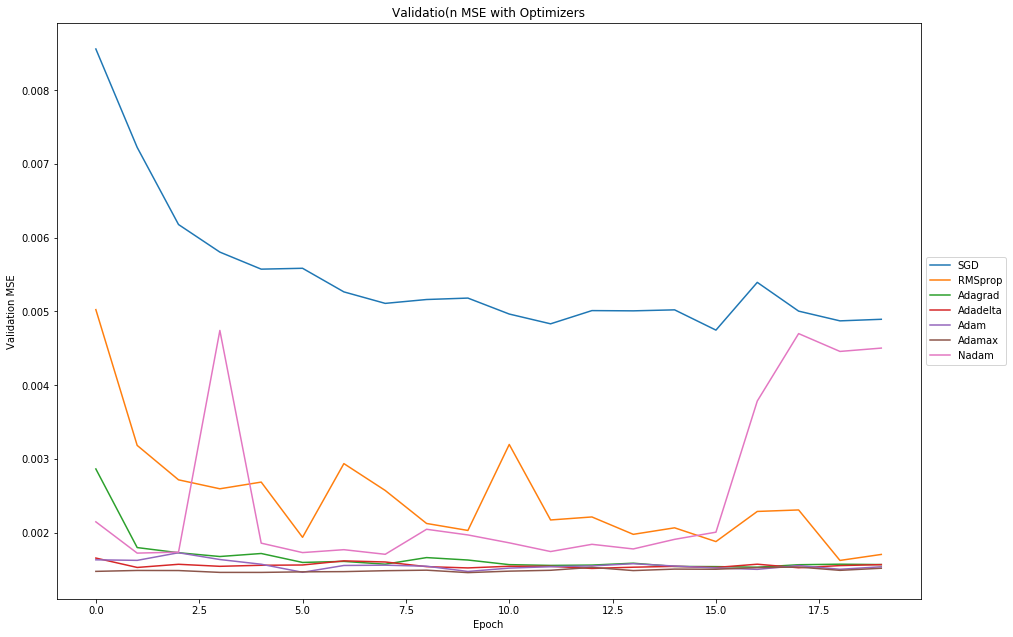 Validatio(n MSE with Optimizers
0.008
0.007
0.006
0.005
0.004
0.003
0.002
Validation MSE
0.0 2.5 5.0 7.5 10.0 12.5 15.0 17.5
Epoch
SGD
RMSprop
Adagrad
Adadelta
Adam
Adamax
Nadam